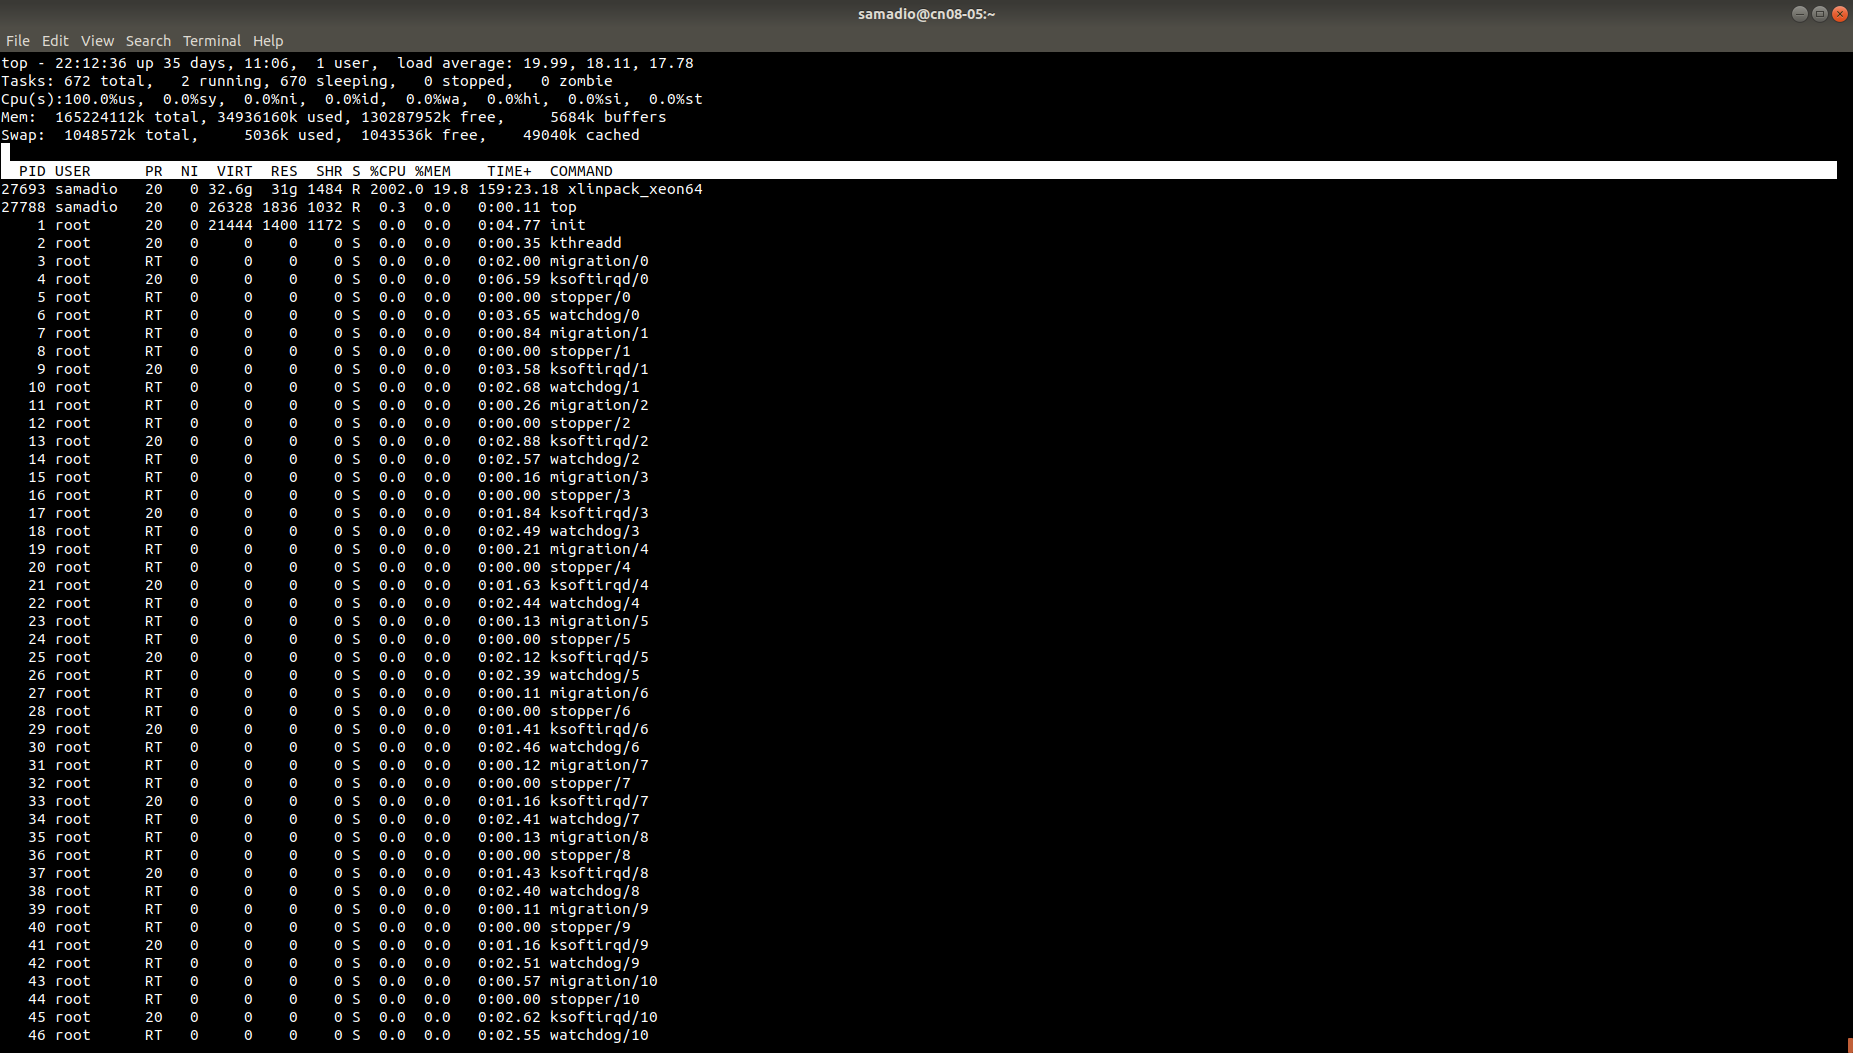 samadio@cn08-05:~
File Edit View Search Terminal Help
top - 22:12:36 up 35 days, 11:06,  1 user,  load average: 19.99, 18.11, 17.78
Tasks: 672 total,   2 running, 670 sleeping,   0 stopped,   0 zombie
Cpu(s):100.0%us,  0.0%sy,  0.0%ni,  0.0%id,  0.0%wa,  0.0%hi,  0.0%si,  0.0%st
Mem:  165224112k total, 34936160k used, 130287952k free,     5684k buffers
Swap:  1048572k total,     5036k used,  1043536k free,    49040k cached
  PID USER      PR  NI  VIRT  RES  SHR S %CPU %MEM    TIME+  COMMAND
27693 samadio   20   0 32.6g  31g 1484 R 2002.0 19.8 159:23.18 xlinpack_xeon64
27788 samadio   20   0 26328 1836 1032 R  0.3  0.0   0:00.11 top
    1 root      20   0 21444 1400 1172 S  0.0  0.0   0:04.77 init
    2 root      20   0     0    0    0 S  0.0  0.0   0:00.35 kthreadd
    3 root      RT   0     0    0    0 S  0.0  0.0   0:02.00 migration/0
    4 root      20   0     0    0    0 S  0.0  0.0   0:06.59 ksoftirqd/0
    5 root      RT   0     0    0    0 S  0.0  0.0   0:00.00 stopper/0
    6 root      RT   0     0    0    0 S  0.0  0.0   0:03.65 watchdog/0
    7 root      RT   0     0    0    0 S  0.0  0.0   0:00.84 migration/1
    8 root      RT   0     0    0    0 S  0.0  0.0   0:00.00 stopper/1
    9 root      20   0     0    0    0 S  0.0  0.0   0:03.58 ksoftirqd/1
   10 root      RT   0     0    0    0 S  0.0  0.0   0:02.68 watchdog/1
   11 root      RT   0     0    0    0 S  0.0  0.0   0:00.26 migration/2
   12 root      RT   0     0    0    0 S  0.0  0.0   0:00.00 stopper/2
   13 root      20   0     0    0    0 S  0.0  0.0   0:02.88 ksoftirqd/2
   14 root      RT   0     0    0    0 S  0.0  0.0   0:02.57 watchdog/2
   15 root      RT   0     0    0    0 S  0.0  0.0   0:00.16 migration/3
   16 root      RT   0     0    0    0 S  0.0  0.0   0:00.00 stopper/3
   17 root      20   0     0    0    0 S  0.0  0.0   0:01.84 ksoftirqd/3
   18 root      RT   0     0    0    0 S  0.0  0.0   0:02.49 watchdog/3
   19 root      RT   0     0    0    0 S  0.0  0.0   0:00.21 migration/4
   20 root      RT   0     0    0    0 S  0.0  0.0   0:00.00 stopper/4
   21 root      20   0     0    0    0 S  0.0  0.0   0:01.63 ksoftirqd/4
   22 root      RT   0     0    0    0 S  0.0  0.0   0:02.44 watchdog/4
   23 root      RT   0     0    0    0 S  0.0  0.0   0:00.13 migration/5
   24 root      RT   0     0    0    0 S  0.0  0.0   0:00.00 stopper/5
   25 root      20   0     0    0    0 S  0.0  0.0   0:02.12 ksoftirqd/5
   26 root      RT   0     0    0    0 S  0.0  0.0   0:02.39 watchdog/5
   27 root      RT   0     0    0    0 S  0.0  0.0   0:00.11 migration/6
   28 root      RT   0     0    0    0 S  0.0  0.0   0:00.00 stopper/6
   29 root      20   0     0    0    0 S  0.0  0.0   0:01.41 ksoftirqd/6
   30 root      RT   0     0    0    0 S  0.0  0.0   0:02.46 watchdog/6
   31 root      RT   0     0    0    0 S  0.0  0.0   0:00.12 migration/7
   32 root      RT   0     0    0    0 S  0.0  0.0   0:00.00 stopper/7
   33 root      20   0     0    0    0 S  0.0  0.0   0:01.16 ksoftirqd/7
   34 root      RT   0     0    0    0 S  0.0  0.0   0:02.41 watchdog/7
   35 root      RT   0     0    0    0 S  0.0  0.0   0:00.13 migration/8
   36 root      RT   0     0    0    0 S  0.0  0.0   0:00.00 stopper/8
   37 root      20   0     0    0    0 S  0.0  0.0   0:01.43 ksoftirqd/8
   38 root      RT   0     0    0    0 S  0.0  0.0   0:02.40 watchdog/8
   39 root      RT   0     0    0    0 S  0.0  0.0   0:00.11 migration/9
   40 root      RT   0     0    0    0 S  0.0  0.0   0:00.00 stopper/9
   41 root      20   0     0    0    0 S  0.0  0.0   0:01.16 ksoftirqd/9
   42 root      RT   0     0    0    0 S  0.0  0.0   0:02.51 watchdog/9
   43 root      RT   0     0    0    0 S  0.0  0.0   0:00.57 migration/10
   44 root      RT   0     0    0    0 S  0.0  0.0   0:00.00 stopper/10
   45 root      20   0     0    0    0 S  0.0  0.0   0:02.62 ksoftirqd/10
   46 root      RT   0     0    0    0 S  0.0  0.0   0:02.55 watchdog/10